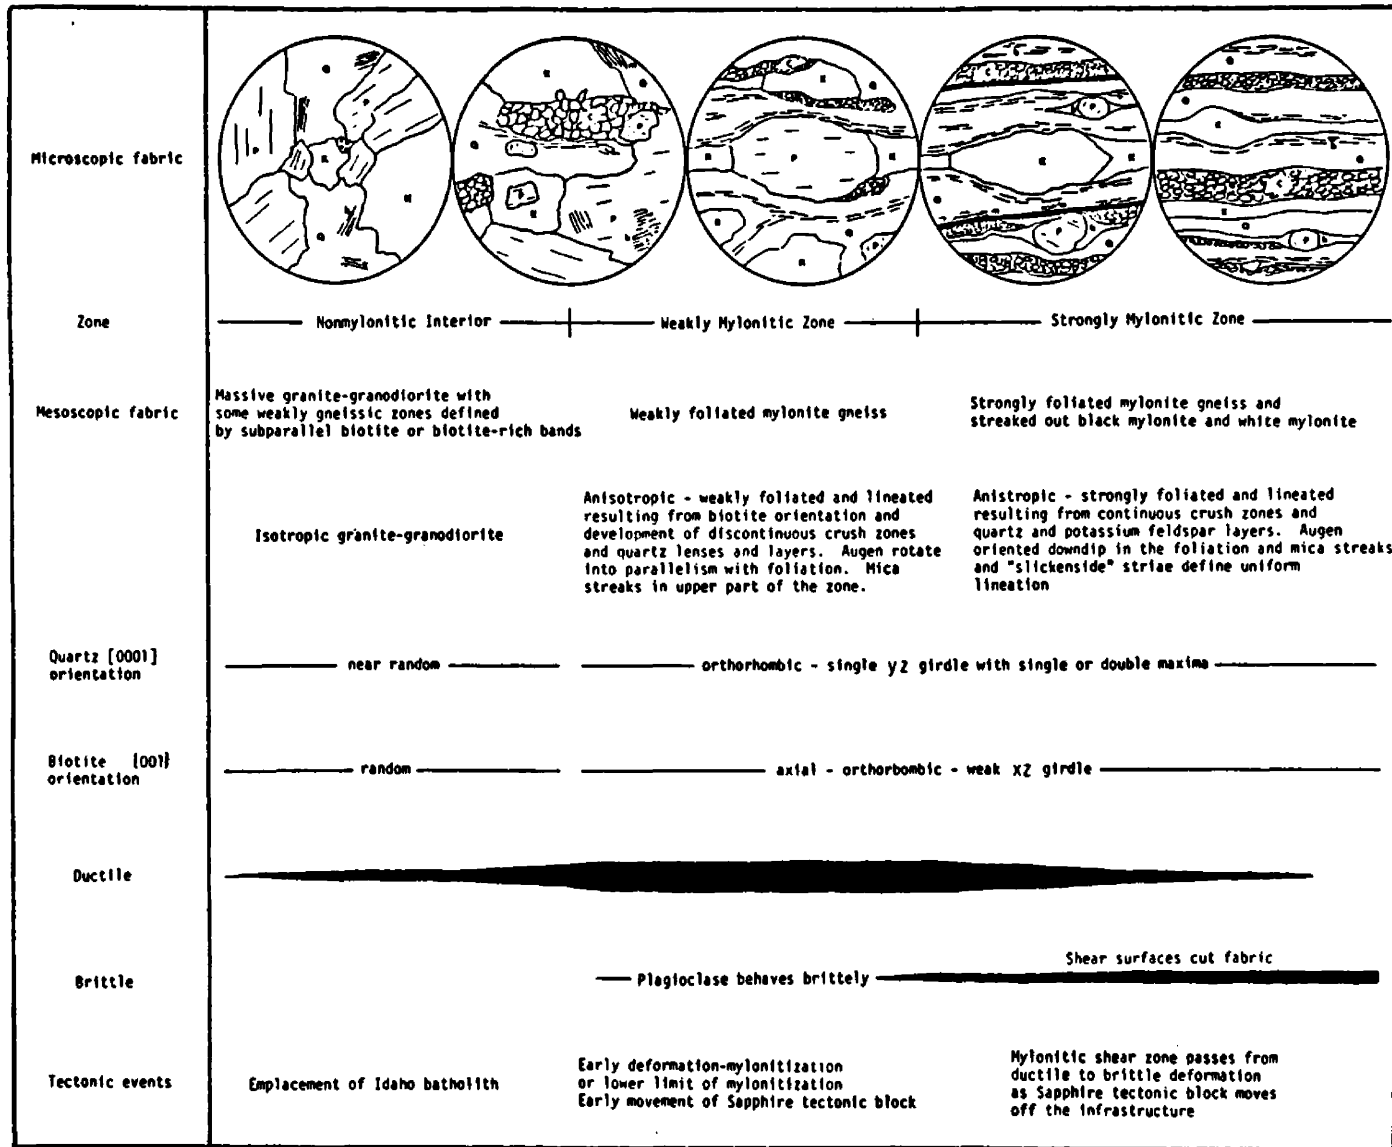 Microscopic fabric
Zone
Nonmylonitic Interior
Weakly Mylonitic Zone
Strongly Mylonitic Zone
Mesoscopic fabric
Massive granite-granodiorite with
some weakly gneissic zones defined
by subparallel biotite or biotite-rich bands
Weakly foliated mylonite gneiss
Strongly foliated mylonite gneiss and
streaked out black mylonite and white mylonite
Isotropic granite-granodiorite
Anisotropic - weakly foliated and lineated
resulting from biotite orientation and
development of discontinuous crush zones
and quartz lenses and layers. Augen rotate
into parallelism with foliation. Mica
streaks in upper part of the zone.
Anistropic - strongly foliated and lineated
resulting from continuous crush zones and
quartz and potassium feldspar layers. Augen
oriented downdip in the foliation and mica streaks
and "slickenside" striae define uniform
lineation
Quartz [0001]
orientation
near random
orthorhombic - single yz girdle with single or double maxima
Biotite {001}
orientation
random
axial - orthorbombic - weak xz girdle
Ductile
Brittle
Plagioclase behaves brittely
Shear surfaces cut fabric
Tectonic events
Emplacement of Idaho batholith
Early deformation-mylonitization
or lower limit of mylonitization
Early movement of Sapphire tectonic block
Mylonitic shear zone passes from
ductile to brittle deformation
as Sapphire tectonic block moves
off the infrastructure